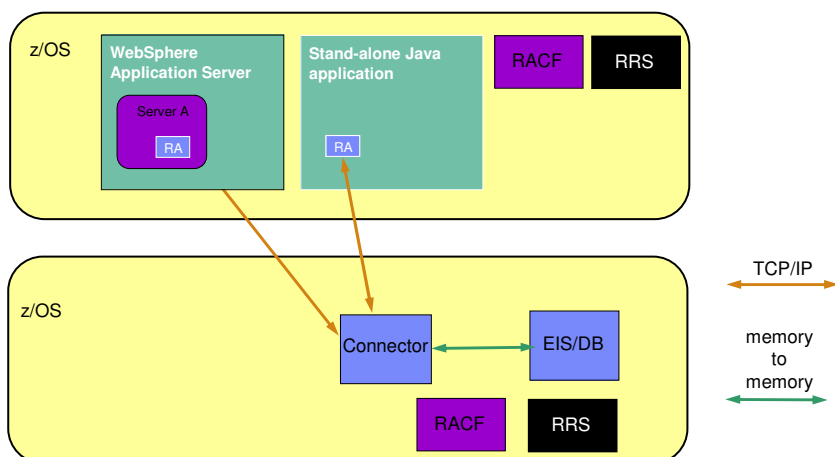 z/OS
WebSphere
Application Server
Server A
RA
Stand-alone Java
application
RA
RACF
RRS
z/OS
Connector
EIS/DB
RACF
RRS
TCP/IP
memory
to
memory